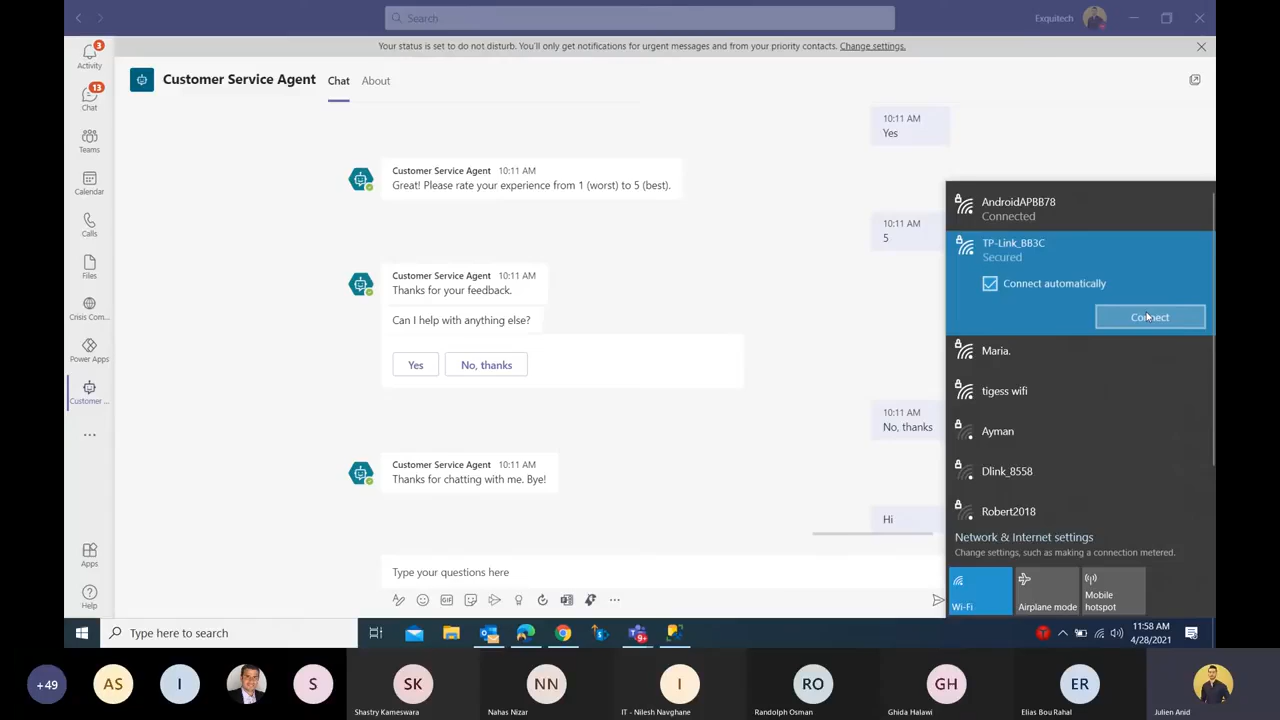 Search
Exquitech
Your status is set to do not disturb. You'll only get notifications for urgent messages and from your priority contacts. Change settings.
3
Activity
13
Chat
Teams
Calendar
Calls
Files
Crisis Com...
Power Apps
Customer ...
Apps
Help
Customer Service Agent
Chat
About
10:11 AM
Yes
Customer Service Agent 10:11 AM
Great! Please rate your experience from 1 (worst) to 5 (best).
10:11 AM
5
Customer Service Agent 10:11 AM
Thanks for your feedback.
Can I help with anything else?
Yes
No, thanks
10:11 AM
No, thanks
Customer Service Agent 10:11 AM
Thanks for chatting with me. Bye!
Hi
Type your questions here
GIF
AndroidAPBB78
Connected
TP-Link_BB3C
Secured
Connect automatically
Connect
Maria.
tigess wifi
Ayman
Dlink_8558
Robert2018
Network & Internet settings
Change settings, such as making a connection metered.
Wi-Fi
Airplane mode
Mobile hotspot
Type here to search
9+
11:58 AM
4/28/2021
+49
AS
I
S
SK
Shastry Kameswara
NN
Nahas Nizar
I
IT - Nilesh Navghane
RO
Randolph Osman
GH
Ghida Halawi
ER
Elias Bou Rahal
Julien Anid